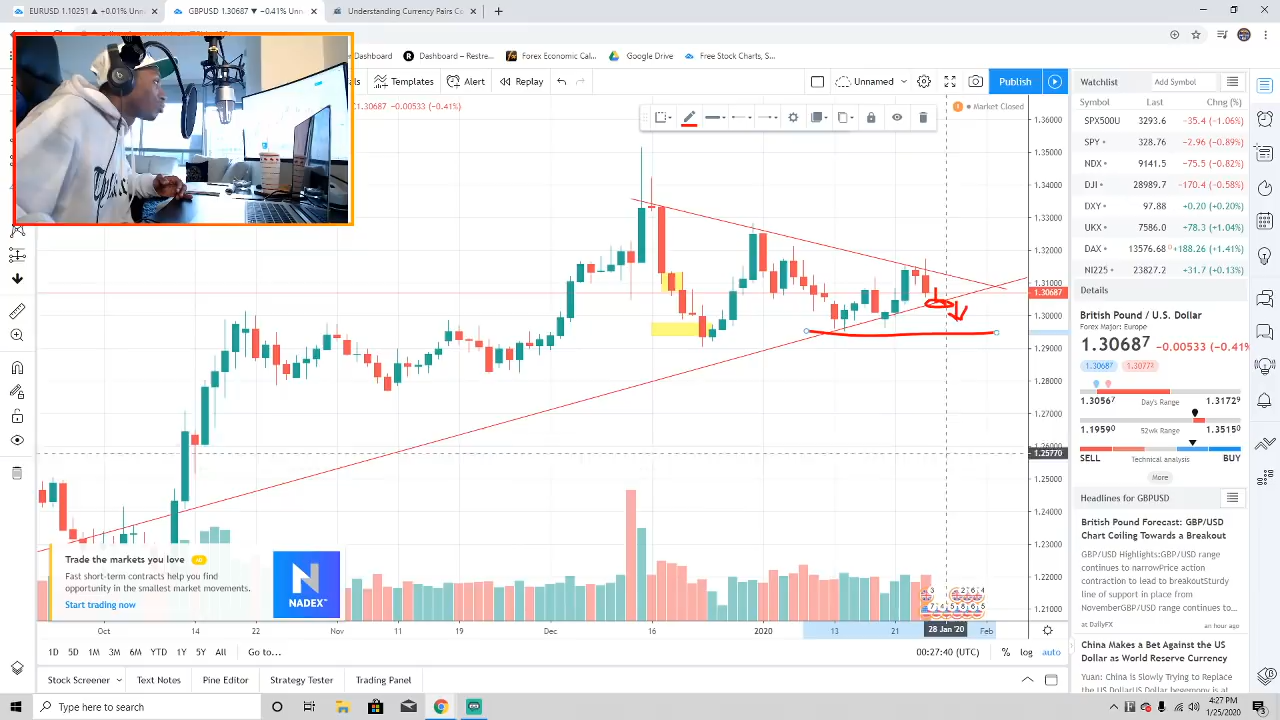 EURUSD 1.10251 ▲ +0.01% Unn
GBPUSD 1.30687 ▼ −0.41% Unn
Understanding Currency Pairs Co
Dashboard
Dashboard – Restre...
Forex Economic Cal...
Google Drive
Free Stock Charts, S...
Templates
Alert
Replay
Unnamed
Publish
1.30687 −0.00533 (−0.41%)
Market Closed
1.36000
1.35000
1.34000
1.33000
1.32000
1.31000
1.30687
1.30000
1.29000
1.28000
1.27000
1.26000
1.25770
1.25000
1.24000
1.23000
1.22000
1.21000
Trade the markets you love
Fast short-term contracts help you find
opportunity in the smallest market movements.
Start trading now
NADEX
Oct 14 22 Nov 11 19 Dec 16 2020 13 21 28 Jan '20 Feb
1D 5D 1M 3M 6M YTD 1Y 5Y All Go to...
00:27:40 (UTC) % log auto
Stock Screener Text Notes Pine Editor Strategy Tester Trading Panel
Watchlist Add Symbol
Symbol Last Chng (%)
SPX500U 3293.6 −35.4 (−1.06%)
SPY 328.76 −2.96 (−0.89%)
NDX 9141.5 −75.5 (−0.82%)
DJI 28989.7 −170.4 (−0.58%)
DXY 97.88 +0.20 (+0.20%)
UKX 7586.0 +78.3 (+1.04%)
DAX 13576.68 +188.26 (+1.41%)
NI225 23827.2 +31.7 (+0.13%)
Details
British Pound / U.S. Dollar
Forex Major: Europe
1.30687 −0.00533 (−0.41%
1.30687 1.30772
1.30567 Day's Range 1.31729
1.19590 52wk Range 1.35150
SELL Technical analysis BUY
More
Headlines for GBPUSD
British Pound Forecast: GBP/USD
Chart Coiling Towards a Breakout
GBP/USD Highlights:GBP/USD range
continues to narrowPrice action
contraction to lead to breakoutSturdy
line of support in place from
NovemberGBP/USD range continues to...
at DailyFX an hour ago
China Makes a Bet Against the US
Dollar as World Reserve Currency
Yuan: China is Slowly Trying to Replace
the US DollarUS Dollar hegemony is at
Type here to search
4:27 PM
1/25/2020